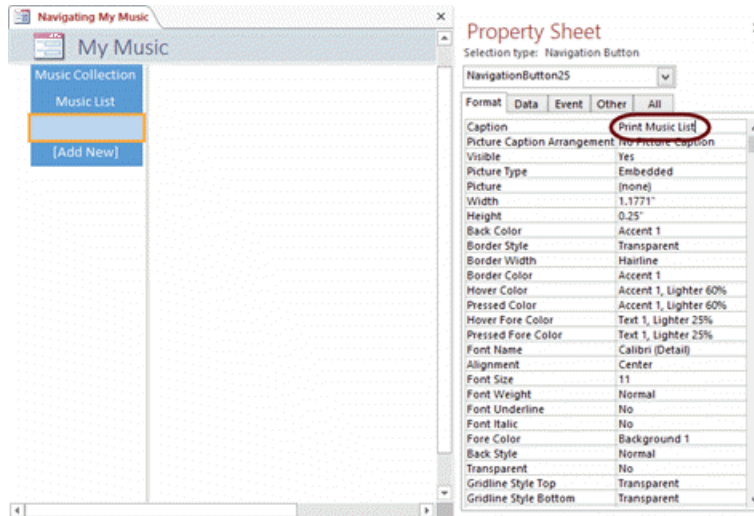 Navigating My Music
My Music
Music Collection
Music List
[Add New]
Property Sheet
Selection type: Navigation Button
NavigationButton25
Format Data Event Other All
Caption Print Music List
Picture Caption Arrangement No Picture Caption
Visible Yes
Picture Type Embedded
Picture (none)
Width 1.1771"
Height 0.25"
Back Color Accent 1
Border Style Transparent
Border Width Hairline
Border Color Accent 1
Hover Color Accent 1, Lighter 60%
Pressed Color Accent 1, Lighter 60%
Hover Fore Color Text 1, Lighter 25%
Pressed Fore Color Text 1, Lighter 25%
Font Name Calibri (Detail)
Alignment Center
Font Size 11
Font Weight Normal
Font Underline No
Font Italic No
Fore Color Background 1
Back Style Normal
Transparent No
Gridline Style Top Transparent
Gridline Style Bottom Transparent